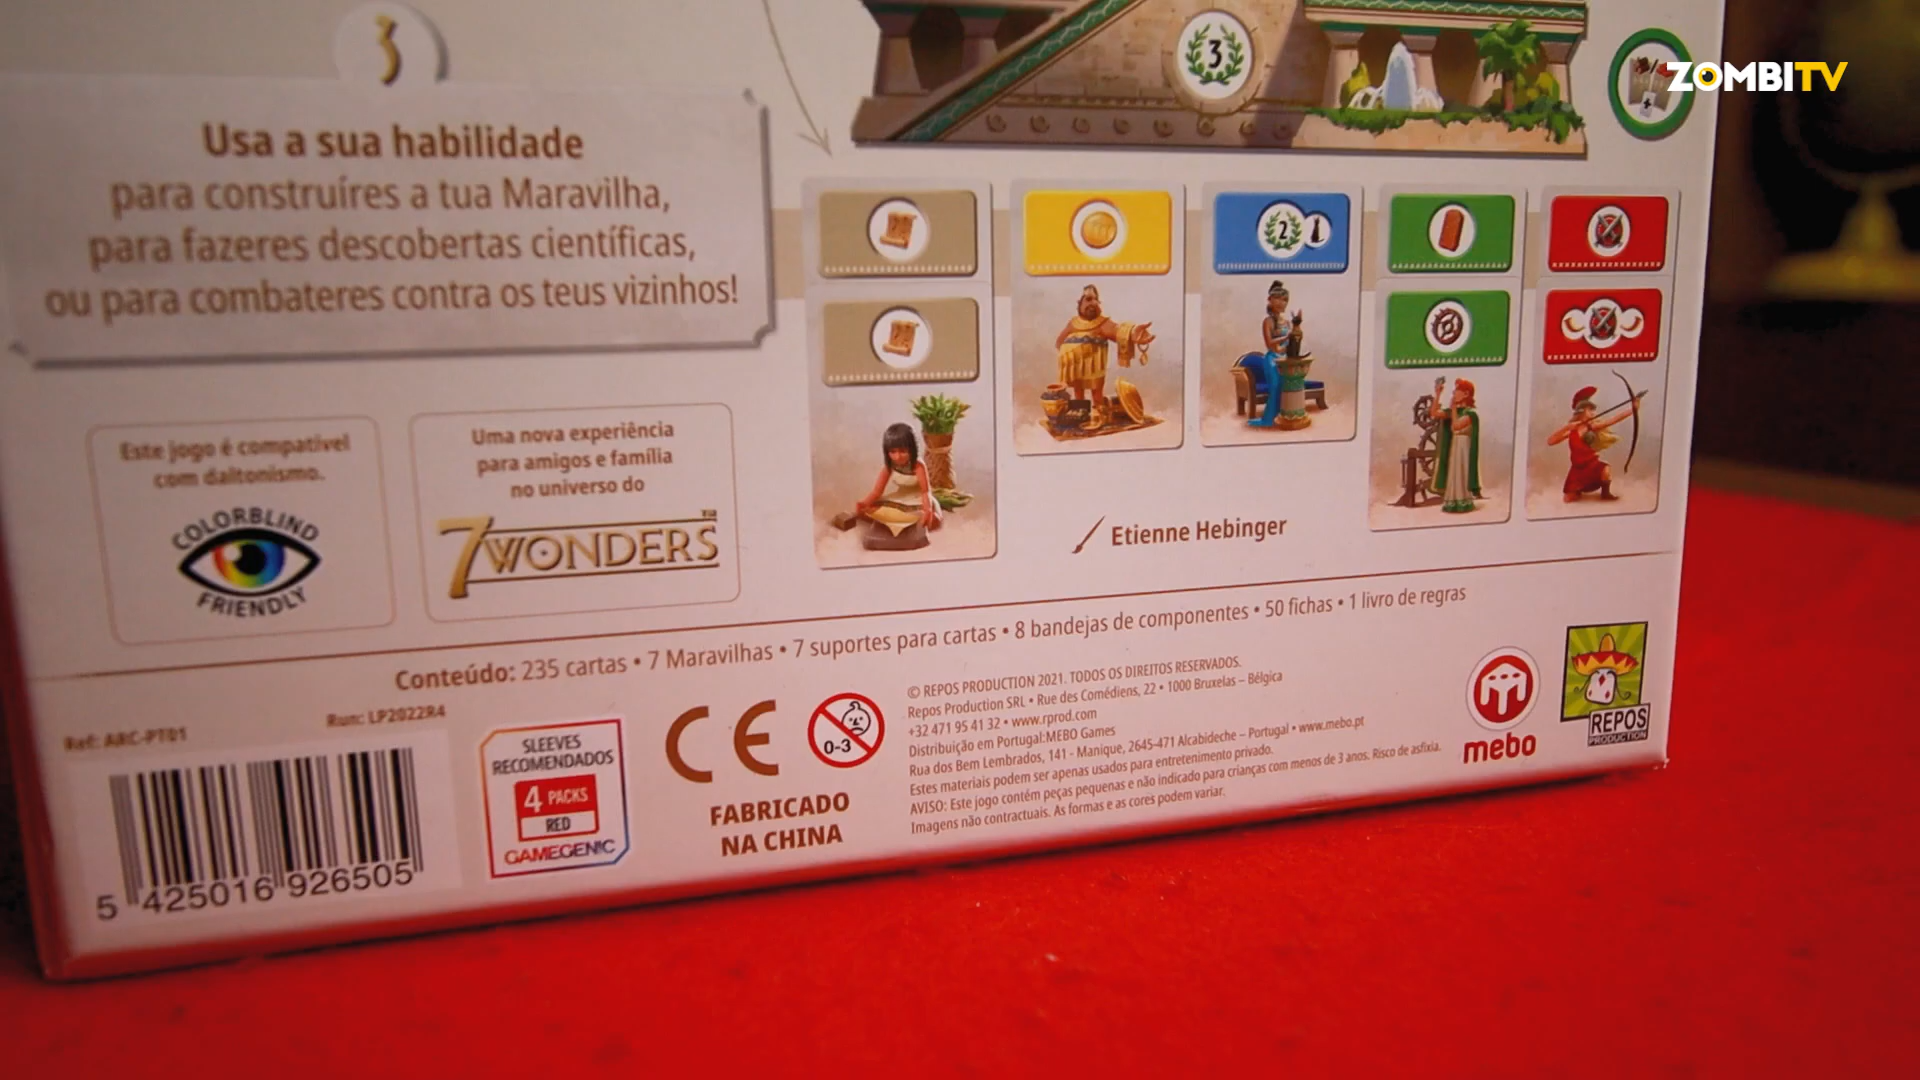 ZOMBITV
3
3
Usa a sua habilidade
para construíres a tua Maravilha,
para fazeres descobertas científicas,
ou para combateres contra os teus vizinhos!
2
Este jogo é compatível
com daltonismo.
COLORBLIND
FRIENDLY
Uma nova experiência
para amigos e família
no universo do
7 WONDERS™
Etienne Hebinger
Conteúdo: 235 cartas • 7 Maravilhas • 7 suportes para cartas • 8 bandejas de componentes • 50 fichas • 1 livro de regras
Ref: ARC-PT01
Run: LP2022R4
5 425016 926505
SLEEVES
RECOMENDADOS
4 PACKS
RED
GAMEGENIC
CE
0-3
FABRICADO
NA CHINA
© REPOS PRODUCTION 2021. TODOS OS DIREITOS RESERVADOS.
Repos Production SRL • Rue des Comédiens, 22 • 1000 Bruxelas – Bélgica
+32 471 95 41 32 • www.rprod.com
Distribuição em Portugal:MEBO Games
Rua dos Bem Lembrados, 141 - Manique, 2645-471 Alcabideche – Portugal • www.mebo.pt
Estes materiais podem ser apenas usados para entretenimento privado.
AVISO: Este jogo contém peças pequenas e não indicado para crianças com menos de 3 anos. Risco de asfixia.
Imagens não contractuais. As formas e as cores podem variar.
mebo
REPOS
PRODUCTION